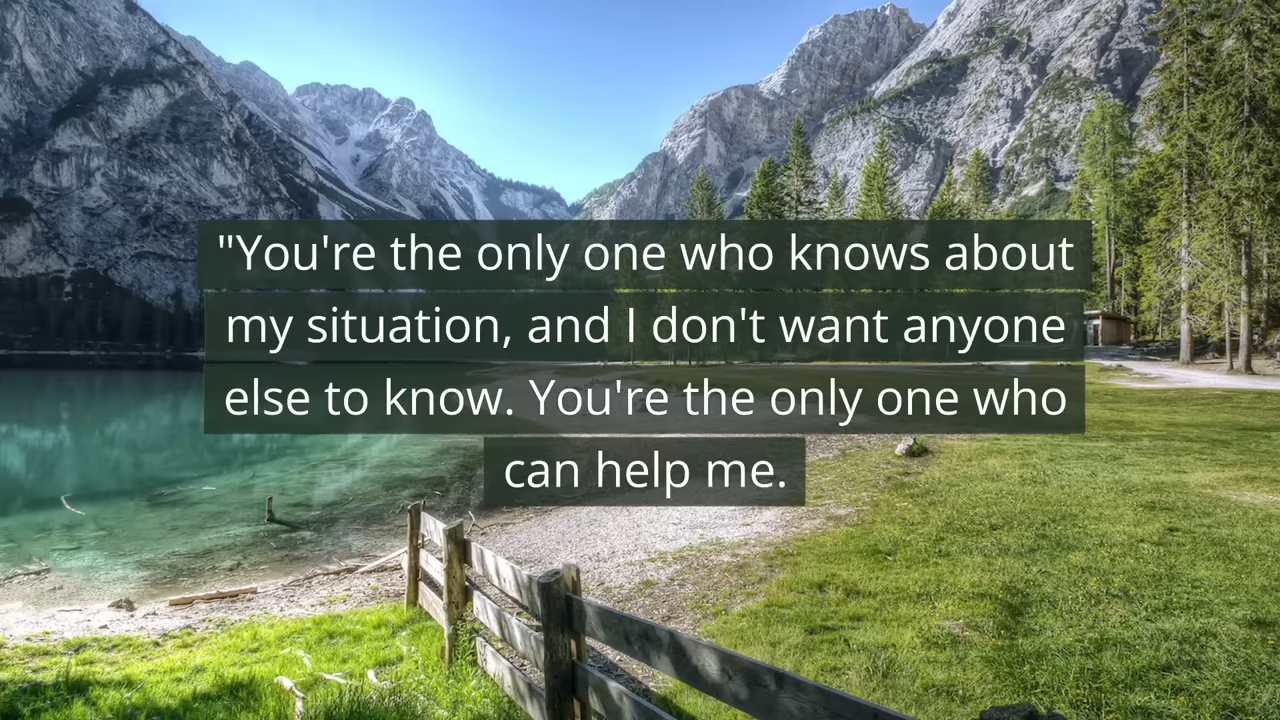 "You're the only one who knows about
my situation, and I don't want anyone
else to know. You're the only one who
can help me.